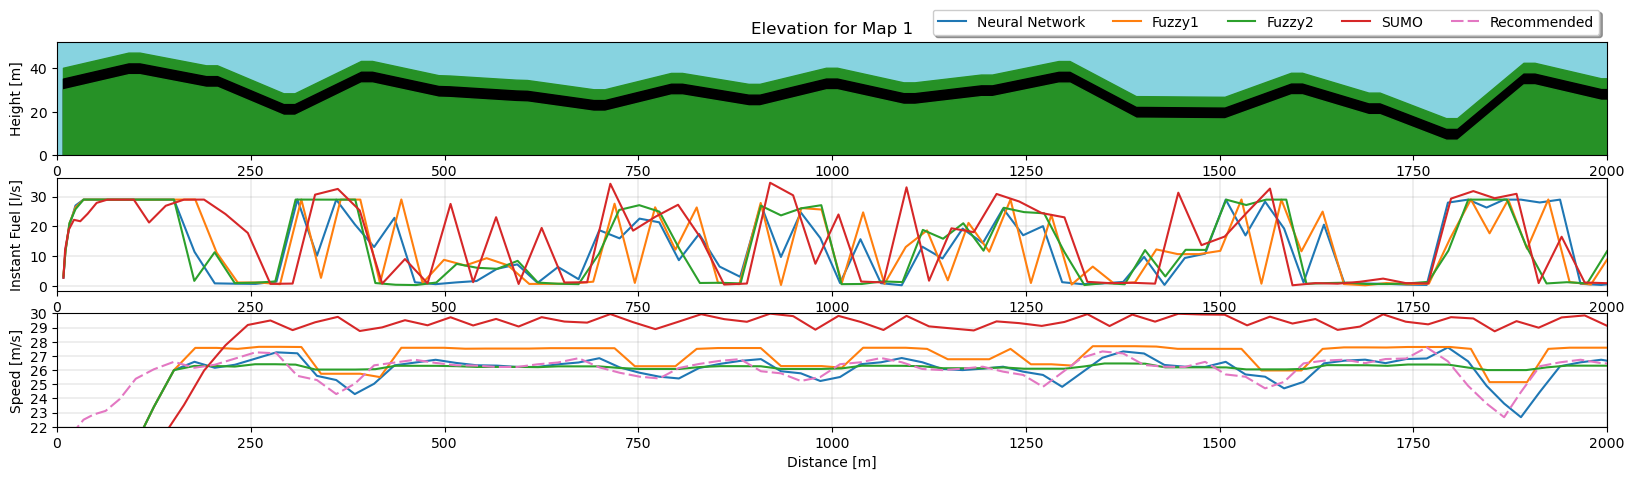 Elevation for Map 1
Neural Network Fuzzy1 Fuzzy2 SUMO Recommended
Height [m]
40
20
0
0 250 500 750 1000 1250 1500 1750 2000
Instant Fuel [l/s]
30
20
10
0
0 250 500 750 1000 1250 1500 1750 2000
Speed [m/s]
30
29
28
27
26
25
24
23
22
0 250 500 750 1000 1250 1500 1750 2000
Distance [m]